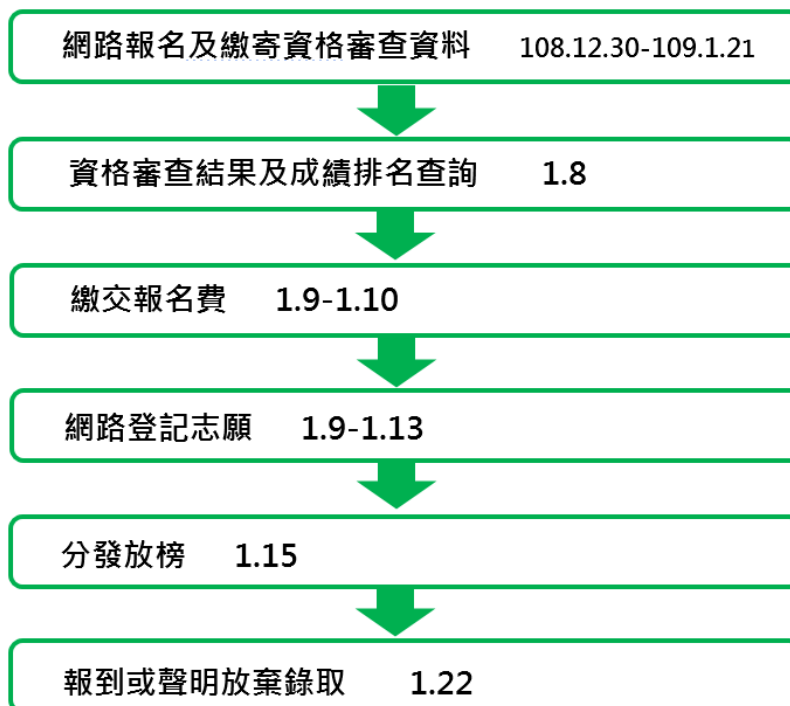 網路報名及繳寄資格審查資料 108.12.30-109.1.21
資格審查結果及成績排名查詢 1.8
繳交報名費 1.9-1.10
網路登記志願 1.9-1.13
分發放榜 1.15
報到或聲明放棄錄取 1.22